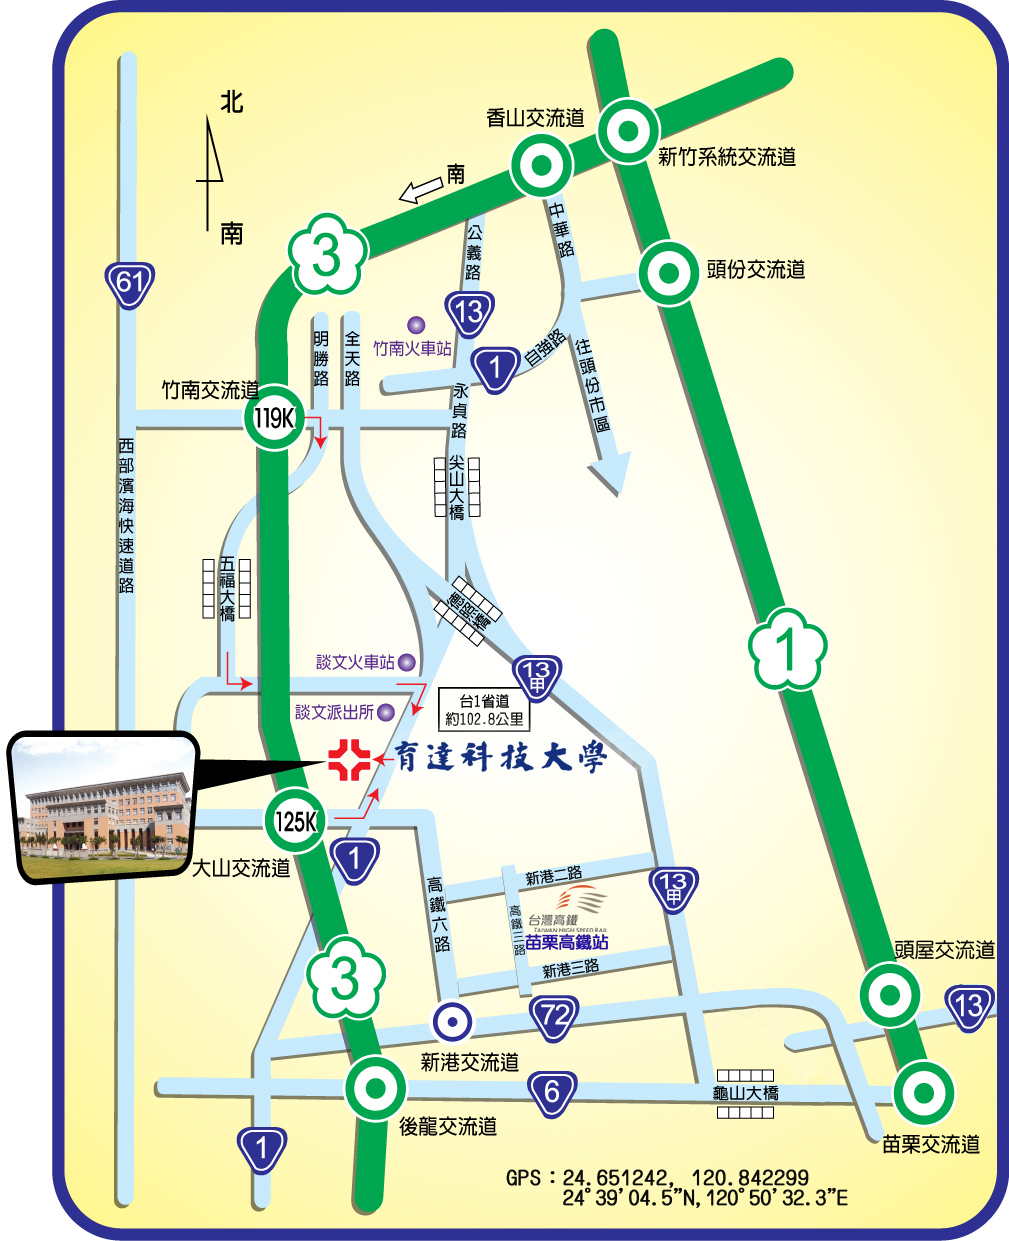 北
南
香山交流道
新竹系統交流道
南
中華路
公義路
3
頭份交流道
61
13
明勝路
全天路
竹南火車站
1
自強路
往頭份市區
竹南交流道
119K
永貞路
西部濱海快速道路
尖山大橋
五福大橋
德昭橋
1
談文火車站
13甲
台1省道
約102.8公里
談文派出所
育達科技大學
125K
大山交流道
1
13甲
新港二路
高鐵六路
高鐵三路
台灣高鐵
TAIWAN HIGH SPEED RAIL
苗栗高鐵站
頭屋交流道
3
新港三路
13
72
新港交流道
6
龜山大橋
後龍交流道
1
苗栗交流道
GPS：24.651242, 120.842299
24°39'04.5"N,120°50'32.3"E